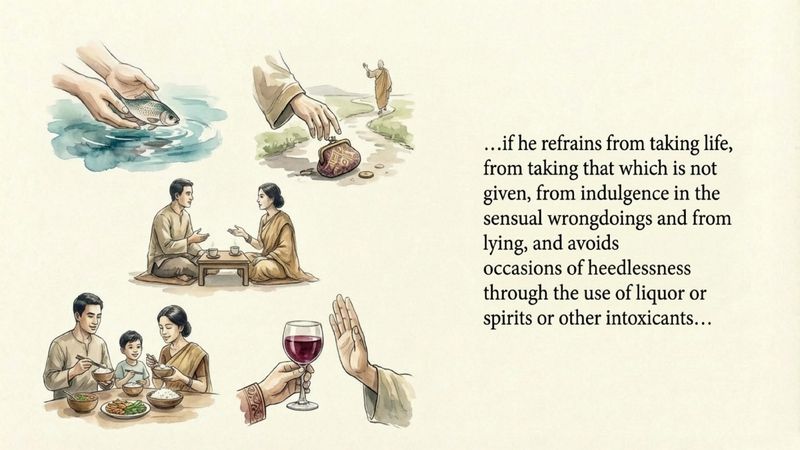 …if he refrains from taking life,
from taking that which is not
given, from indulgence in the
sensual wrongdoings and from
lying, and avoids
occasions of heedlessness
through the use of liquor or
spirits or other intoxicants…